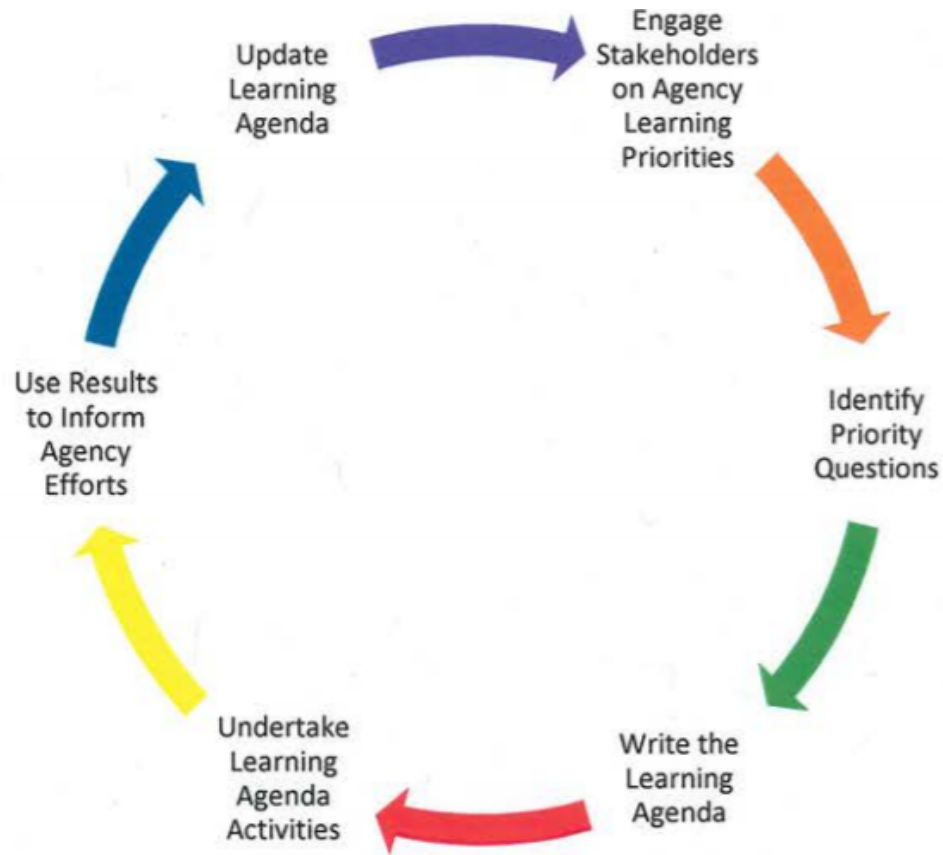 Update
Learning
Agenda
Engage
Stakeholders
on Agency
Learning
Priorities
Identify
Priority
Questions
Write the
Learning
Agenda
Undertake
Learning
Agenda
Activities
Use Results
to Inform
Agency
Efforts